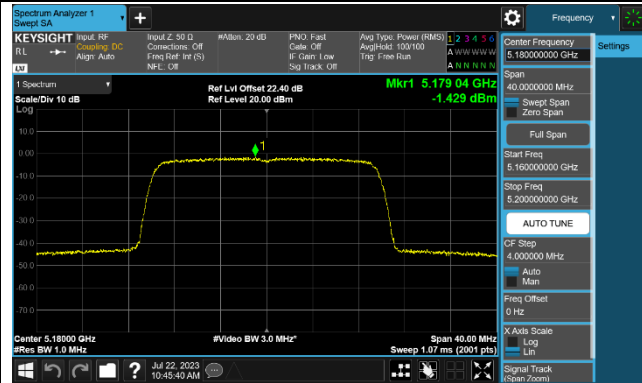 Spectrum Analyzer 1
Swept SA
Frequency
KEYSIGHT
RL
LXI
Input: RF
Coupling: DC
Align: Auto
Input Z: 50 Ω
Corrections: Off
Freq Ref: Int (S)
NFE: Off
#Atten: 20 dB
PNO: Fast
Gate: Off
IF Gain: Low
Sig Track: Off
Avg Type: Power (RMS)
Avg|Hold: 100/100
Trig: Free Run
1 2 3 4 5 6
A W W W W W
A N N N N N
1 Spectrum
Scale/Div 10 dB
Log
Ref Lvl Offset 22.40 dB
Ref Level 20.00 dBm
Mkr1 5.179 04 GHz
-1.429 dBm
1
10.0
0.00
-10.0
-20.0
-30.0
-40.0
-50.0
-60.0
-70.0
Center 5.18000 GHz
#Res BW 1.0 MHz
#Video BW 3.0 MHz*
Span 40.00 MHz
Sweep 1.07 ms (2001 pts)
Jul 22, 2023
10:45:40 AM
Center Frequency
5.180000000 GHz
Span
40.0000000 MHz
Swept Span
Zero Span
Full Span
Start Freq
5.160000000 GHz
Stop Freq
5.200000000 GHz
AUTO TUNE
CF Step
4.000000 MHz
Auto
Man
Freq Offset
0 Hz
X Axis Scale
Log
Lin
Signal Track
(Span Zoom)
Settings